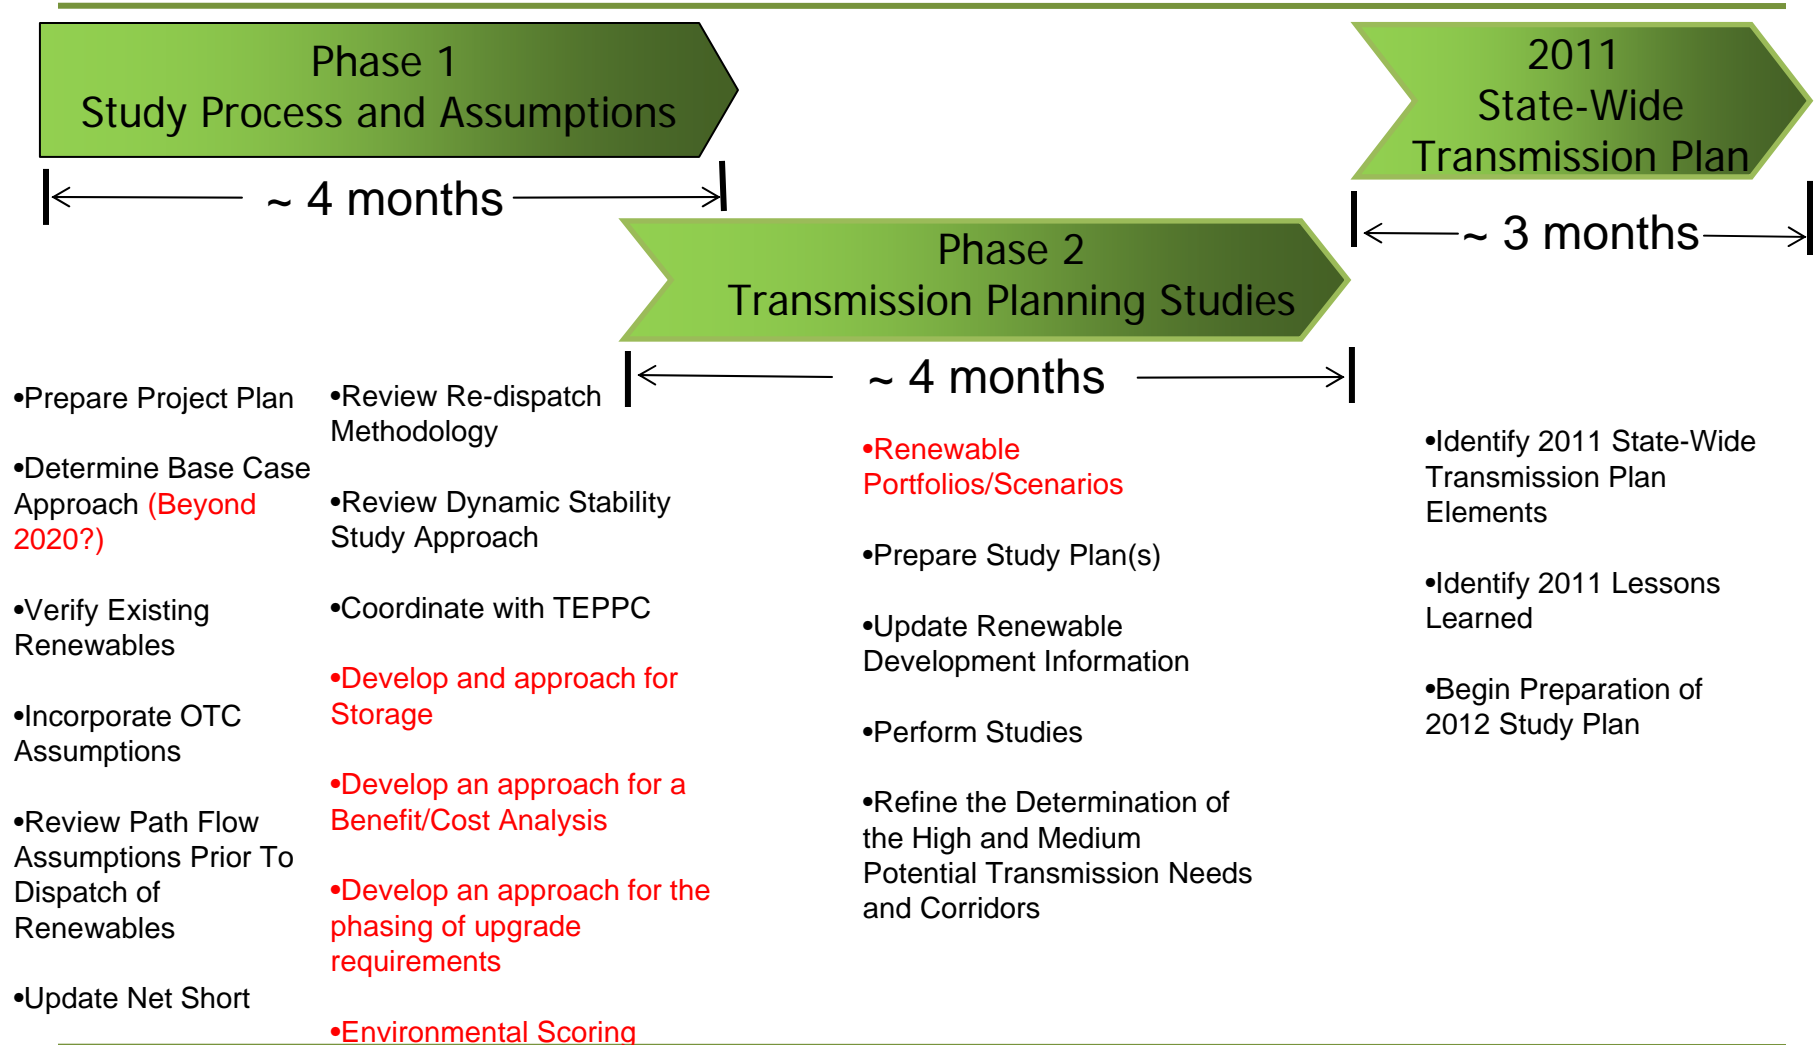 Phase 1
Study Process and Assumptions
~ 4 months
2011
State-Wide
Transmission Plan
~ 3 months
Phase 2
Transmission Planning Studies
~ 4 months
•Prepare Project Plan
•Determine Base Case
Approach (Beyond
2020?)
•Verify Existing
Renewables
•Incorporate OTC
Assumptions
•Review Path Flow
Assumptions Prior To
Dispatch of
Renewables
•Update Net Short
•Review Re-dispatch
Methodology
•Review Dynamic Stability
Study Approach
•Coordinate with TEPPC
•Develop and approach for
Storage
•Develop an approach for a
Benefit/Cost Analysis
•Develop an approach for the
phasing of upgrade
requirements
•Environmental Scoring
•Renewable
Portfolios/Scenarios
•Prepare Study Plan(s)
•Update Renewable
Development Information
•Perform Studies
•Refine the Determination of
the High and Medium
Potential Transmission Needs
and Corridors
•Identify 2011 State-Wide
Transmission Plan
Elements
•Identify 2011 Lessons
Learned
•Begin Preparation of
2012 Study Plan